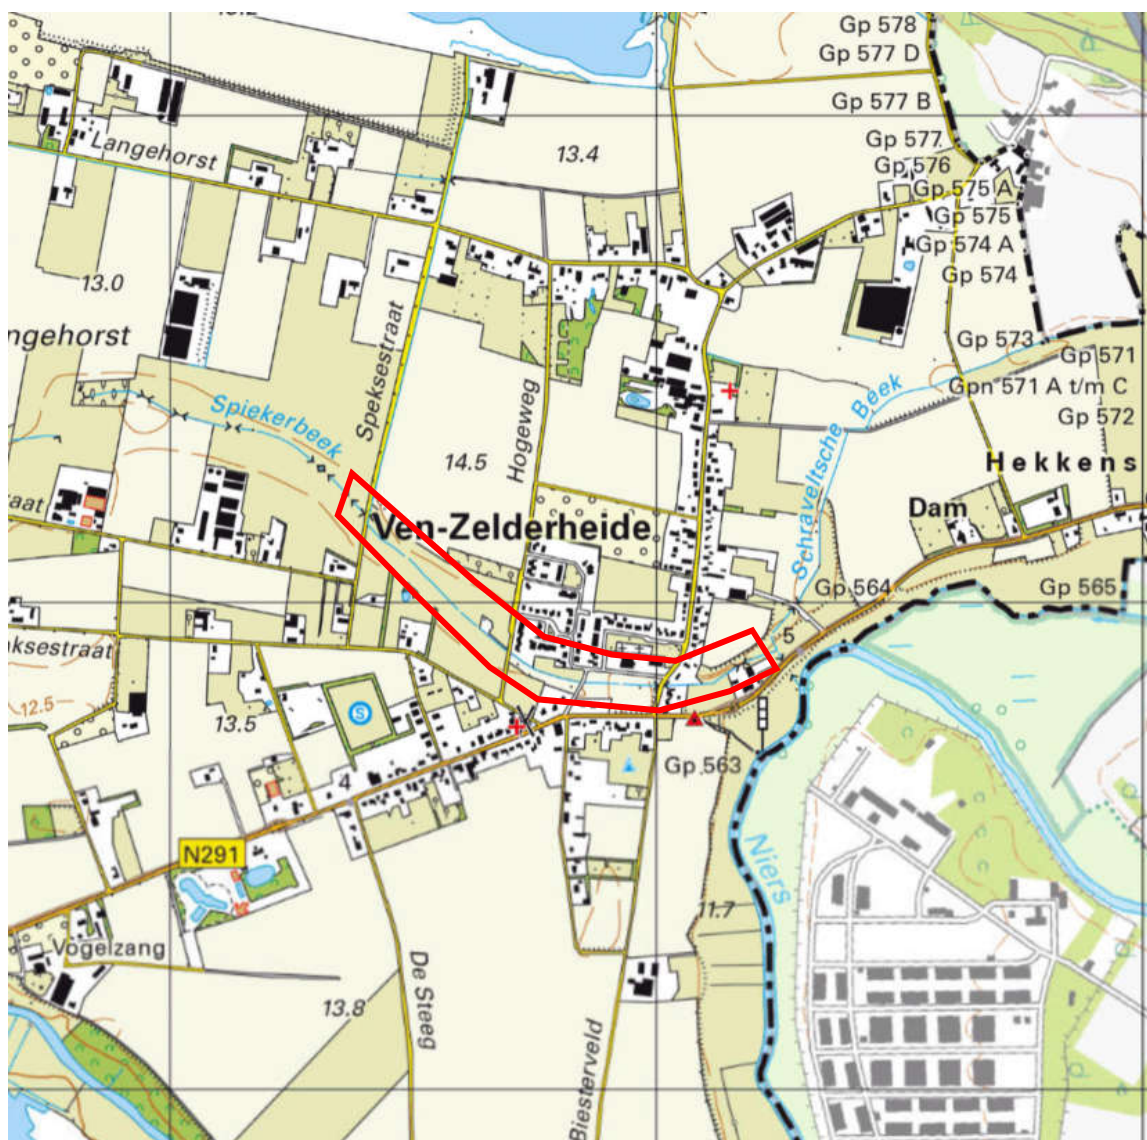 Gp 578
Gp 577 D
Gp 577 B
Langehorst
13.4
Gp 577
Gp 576
Gp 575 A
Gp 575
Gp 574 A
Gp 574
13.0
Speksestraat
ngehorst
Gp 573
Gp 571
Gpn 571 A t/m C
Gp 572
Spiekerbeek
Hogeweg
Schraveltsche Beek
14.5
Hekkens
raat
Ven-Zelderheide
Dam
Gp 564
Gp 565
ksestraat
5
12.5
13.5
S
4
Gp 563
N291
Niers
11.7
Vogelzang
De Steeg
13.8
Biesterveld